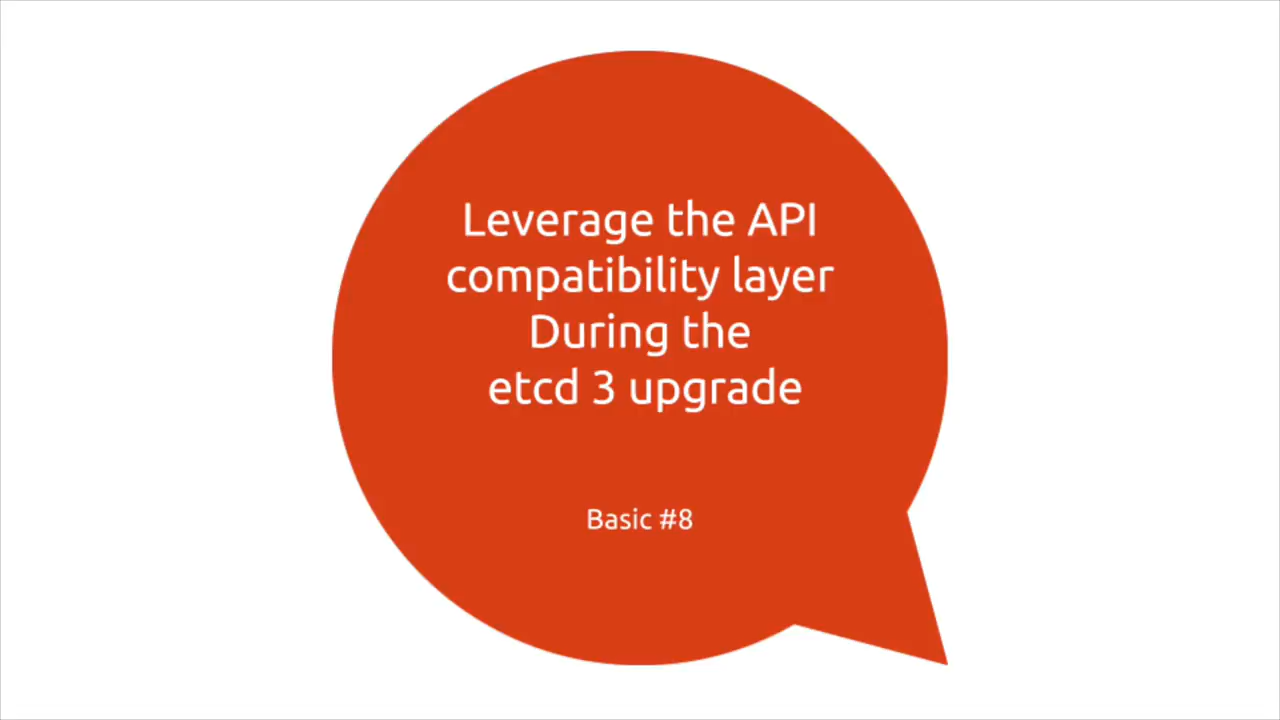 Leverage the API
compatibility layer
During the
etcd 3 upgrade
Basic #8